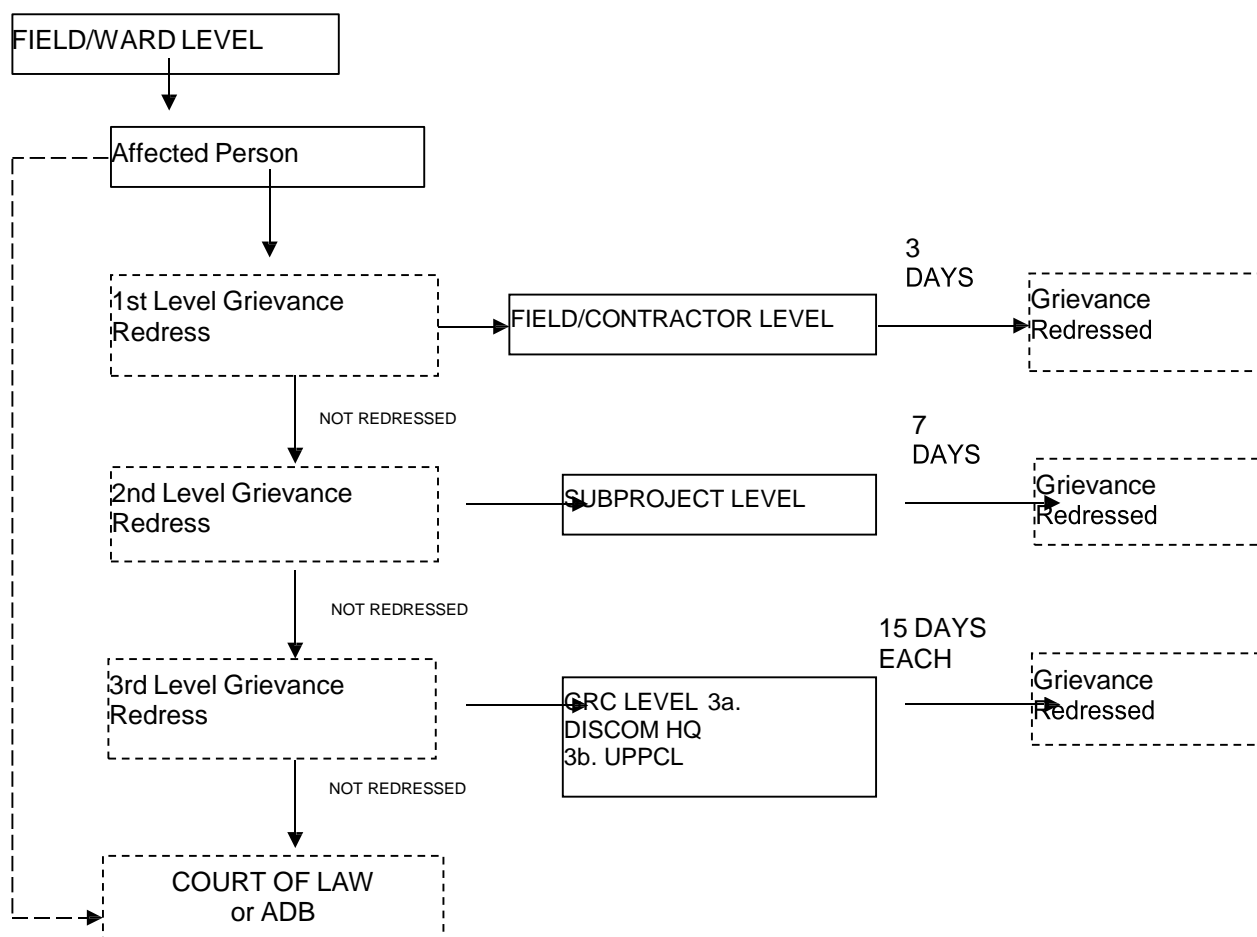 FIELD/WARD LEVEL
Affected Person
3
DAYS
1st Level Grievance
Redress
FIELD/CONTRACTOR LEVEL
Grievance
Redressed
NOT REDRESSED
7
DAYS
2nd Level Grievance
Redress
SUBPROJECT LEVEL
Grievance
Redressed
NOT REDRESSED
15 DAYS
EACH
3rd Level Grievance
Redress
GRC LEVEL 3a.
DISCOM HQ
3b. UPPCL
Grievance
Redressed
NOT REDRESSED
COURT OF LAW
or ADB